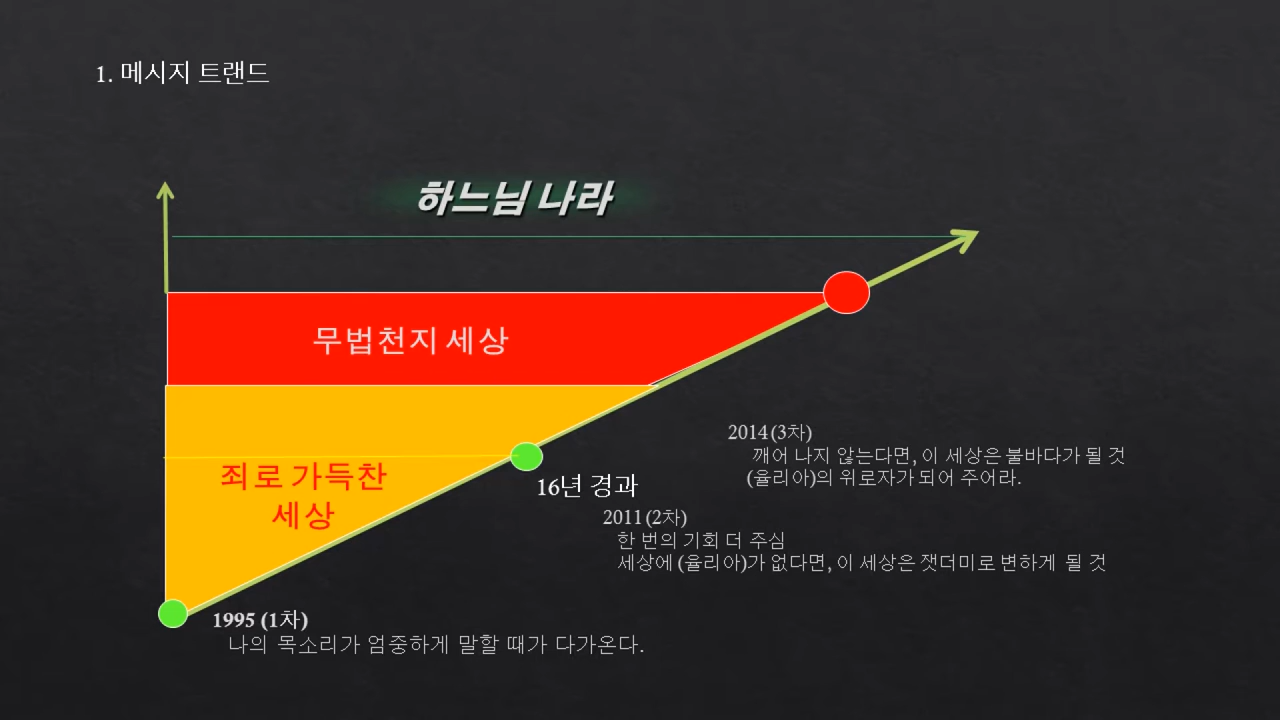 1. 메시지 트랜드
하느님 나라
무법천지 세상
죄로 가득찬
세상
2014 (3차)
깨어 나지 않는다면, 이 세상은 불바다가 될 것
(율리아)의 위로자가 되어 주어라.
16년 경과
2011 (2차)
한 번의 기회 더 주심
세상에 (율리아)가 없다면, 이 세상은 잿더미로 변하게 될 것
1995 (1차)
나의 목소리가 엄중하게 말할 때가 다가온다.